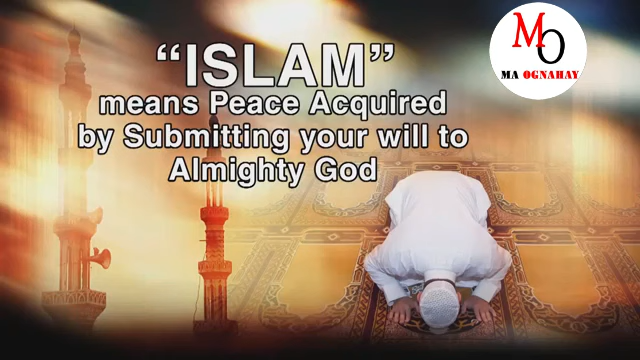 “ISLAM”
means Peace Acquired
by Submitting your will to
Almighty God
MO
MA OGNAHAY